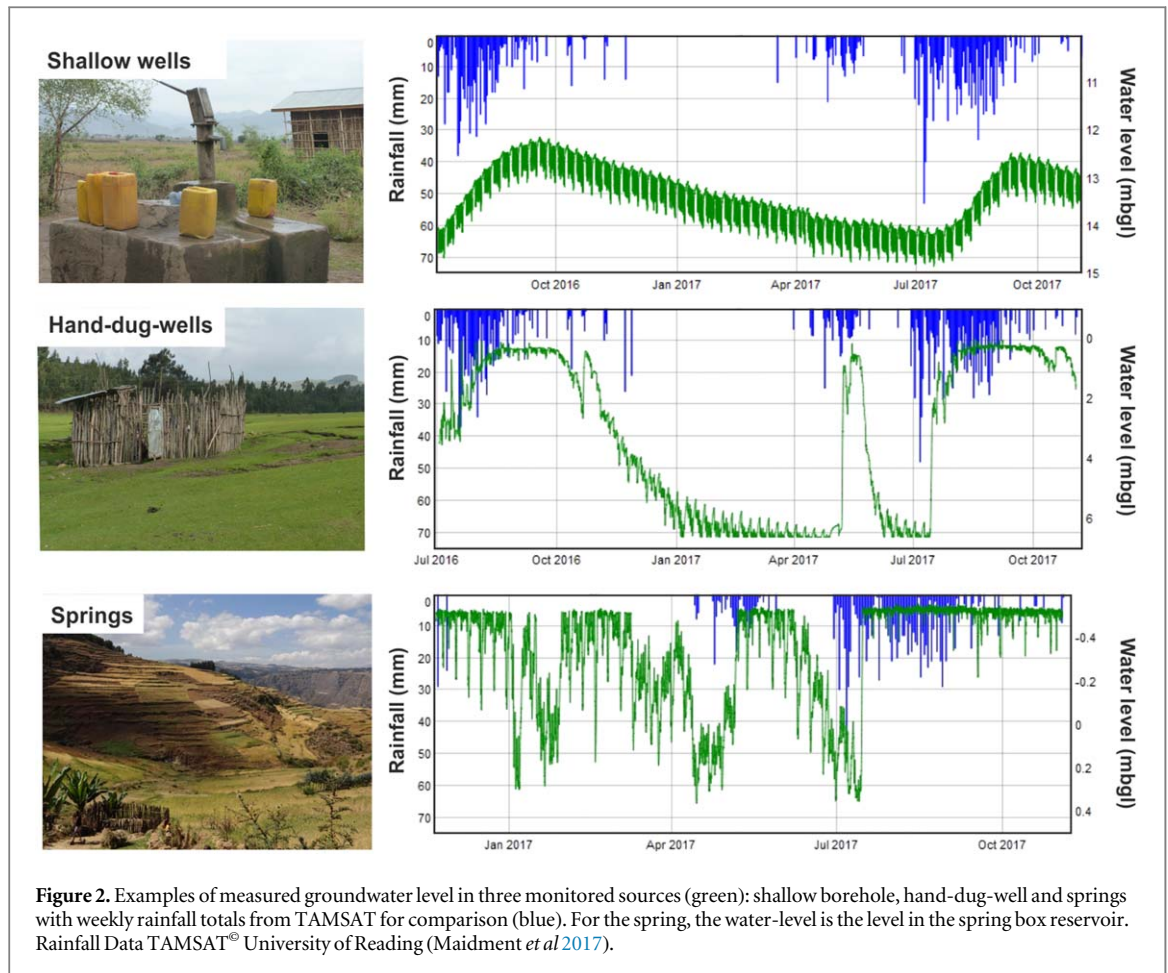 Shallow wells
0
10
20
30
40
50
60
70
Rainfall (mm)
11
12
13
14
15
Water level (mbgl)
Oct 2016 Jan 2017 Apr 2017 Jul 2017 Oct 2017
Hand-dug-wells
0
10
20
30
40
50
60
70
Rainfall (mm)
0
2
4
6
Water level (mbgl)
Jul 2016 Oct 2016 Jan 2017 Apr 2017 Jul 2017 Oct 2017
Springs
0
10
20
30
40
50
60
70
Rainfall (mm)
-0.4
-0.2
0
0.2
0.4
Water level (mbgl)
Jan 2017 Apr 2017 Jul 2017 Oct 2017
Figure 2. Examples of measured groundwater level in three monitored sources (green): shallow borehole, hand-dug-well and springs
with weekly rainfall totals from TAMSAT for comparison (blue). For the spring, the water-level is the level in the spring box reservoir.
Rainfall Data TAMSAT© University of Reading (Maidment et al 2017).